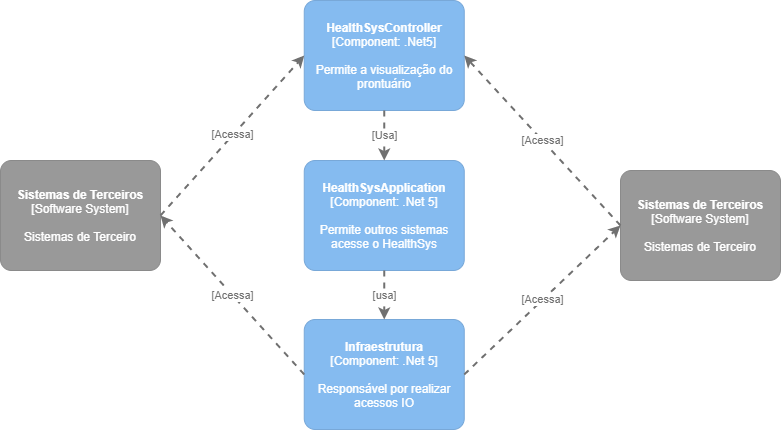 HealthSysController
[Component: .Net5]
Permite a visualização do
prontuário
[Acessa]
[Usa]
[Acessa]
Sistemas de Terceiros
[Software System]
Sistemas de Terceiro
HealthSysApplication
[Component: .Net 5]
Permite outros sistemas
acesse o HealthSys
Sistemas de Terceiros
[Software System]
Sistemas de Terceiro
[Acessa]
[usa]
[Acessa]
Infraestrutura
[Component: .Net 5]
Responsável por realizar
acessos IO